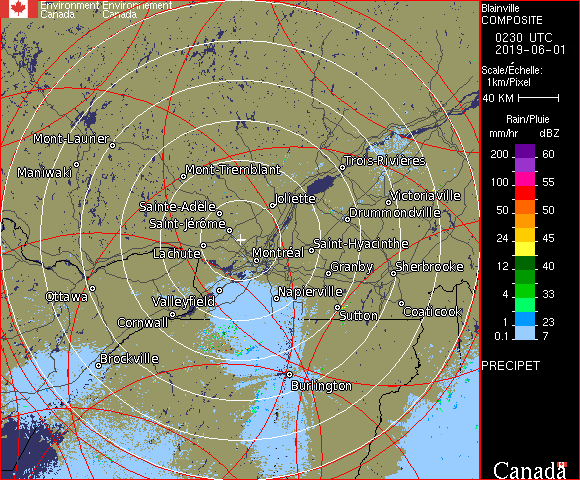 Environment Environnement
Canada Canada
Blainville
COMPOSITE
0230 UTC
2019-06-01
Scale/Échelle:
1km/Pixel
40 KM
Rain/Pluie
mm/hr dBZ
200 60
100 55
50 50
24 45
12 40
4 33
1 23
0.1 7
PRECIPET
Canada
Mont-Laurier
Maniwaki
Mont-Tremblant
Trois-Rivières
Sainte-Adèle
Joliette
Victoriaville
Drummondville
Saint-Jérôme
Lachute
Montréal
Saint-Hyacinthe
Granby
Sherbrooke
Ottawa
Valleyfield
Napierville
Cornwall
Sutton
Coaticook
Brockville
Burlington